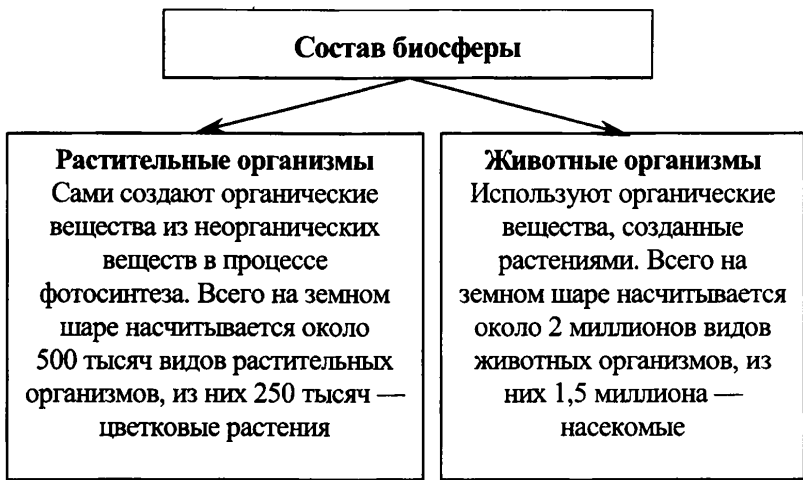 Состав биосферы
Растительные организмы
Сами создают органические
вещества из неорганических
веществ в процессе
фотосинтеза. Всего на земном
шаре насчитывается около
500 тысяч видов растительных
организмов, из них 250 тысяч —
цветковые растения
Животные организмы
Используют органические
вещества, созданные
растениями. Всего на
земном шаре насчитывается
около 2 миллионов видов
животных организмов, из
них 1,5 миллиона —
насекомые